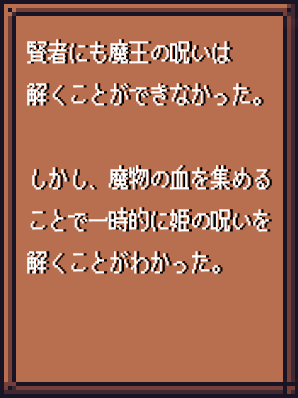 賢者にも魔王の呪いは
解くことができなかった。
しかし、魔物の血を集める
ことで一時的に姫の呪いを
解くことがわかった。